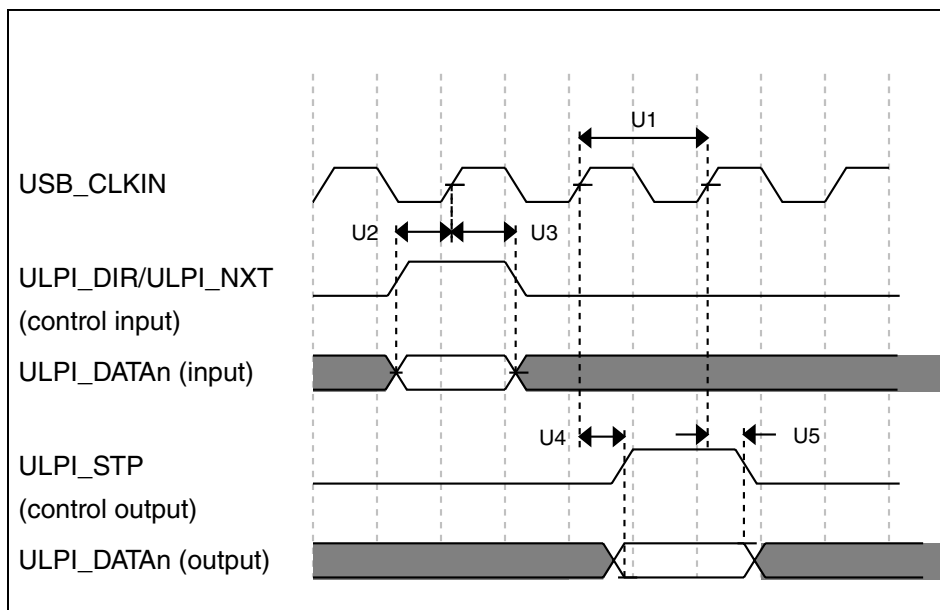 U1
USB_CLKIN
U2
U3
ULPI_DIR/ULPI_NXT
(control input)
ULPI_DATAn (input)
U4
U5
ULPI_STP
(control output)
ULPI_DATAn (output)